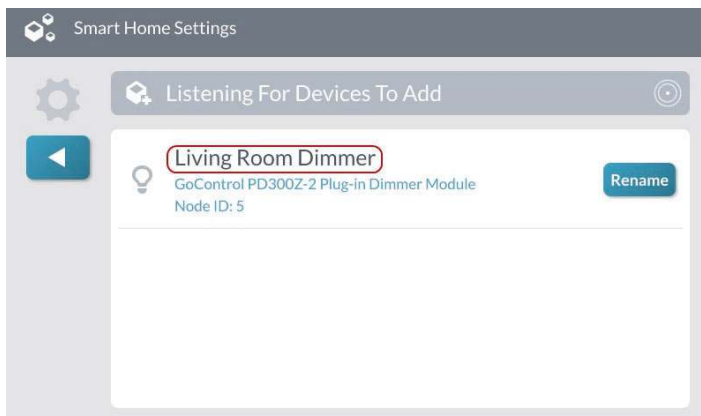 Smart Home Settings
Listening For Devices To Add
Living Room Dimmer
GoControl PD300Z-2 Plug-in Dimmer Module
Rename
Node ID: 5